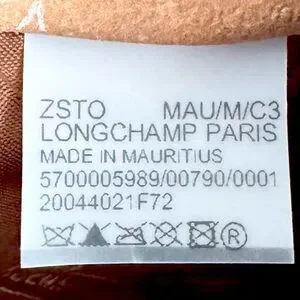 ZSTO MAU/M/C3
LONGCHAMP PARIS
MADE IN MAURITIUS
5700005989/00790/0001
20044021F72
®